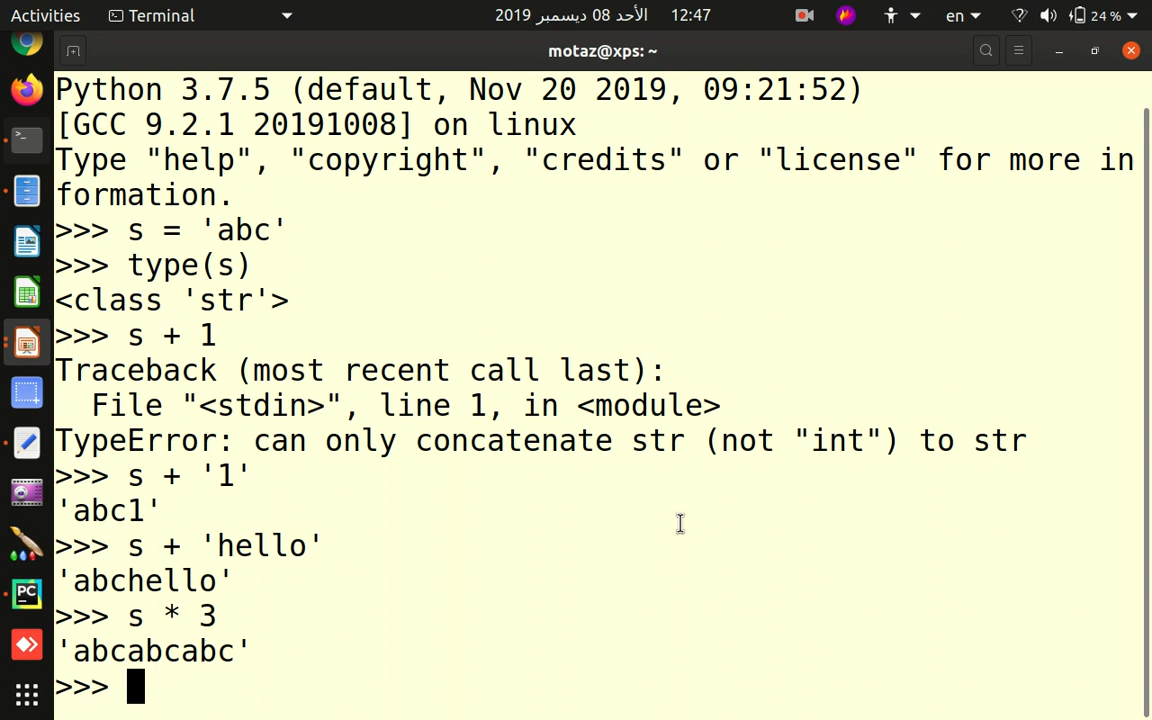 Activities Terminal 2019 الأحد 08 ديسمبر 12:47 en 24 %
motaz@xps: ~
Python 3.7.5 (default, Nov 20 2019, 09:21:52)
[GCC 9.2.1 20191008] on linux
Type "help", "copyright", "credits" or "license" for more in
formation.
>>> s = 'abc'
>>> type(s)
<class 'str'>
>>> s + 1
Traceback (most recent call last):
  File "<stdin>", line 1, in <module>
TypeError: can only concatenate str (not "int") to str
>>> s + '1'
'abc1'
>>> s + 'hello'
'abchello'
>>> s * 3
'abcabcabc'
>>>
PC